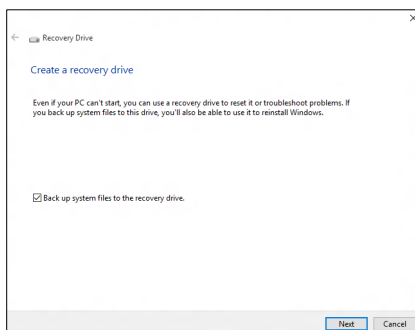 Recovery Drive
Create a recovery drive
Even if your PC can't start, you can use a recovery drive to reset it or troubleshoot problems. If
you back up system files to this drive, you'll also be able to use it to reinstall Windows.
Back up system files to the recovery drive.
Next Cancel